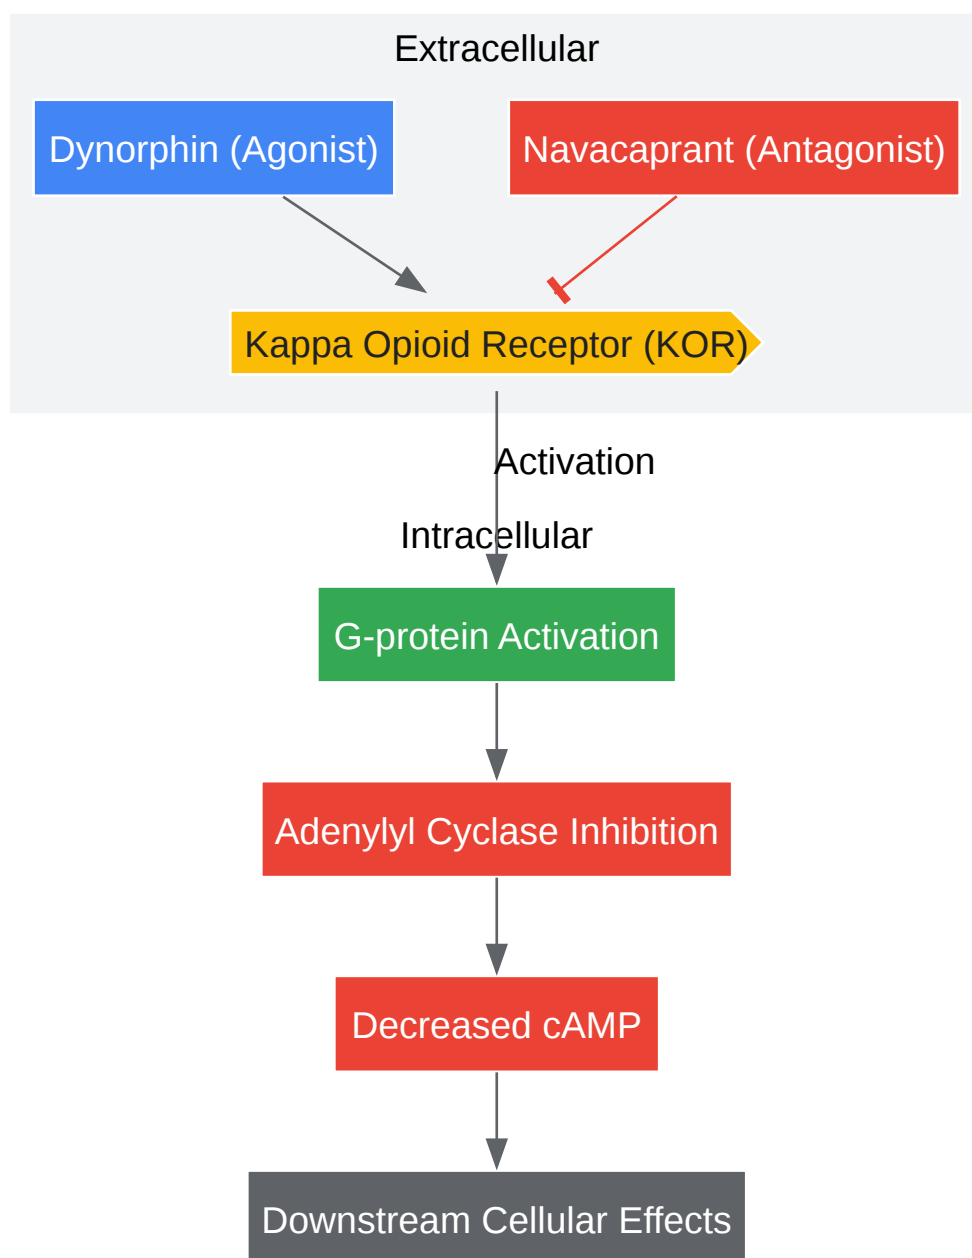 Extracellular
Dynorphin (Agonist)
Navacaprant (Antagonist)
Kappa Opioid Receptor (KOR)
Activation
Intracellular
G-protein Activation
Adenylyl Cyclase Inhibition
Decreased cAMP
Downstream Cellular Effects